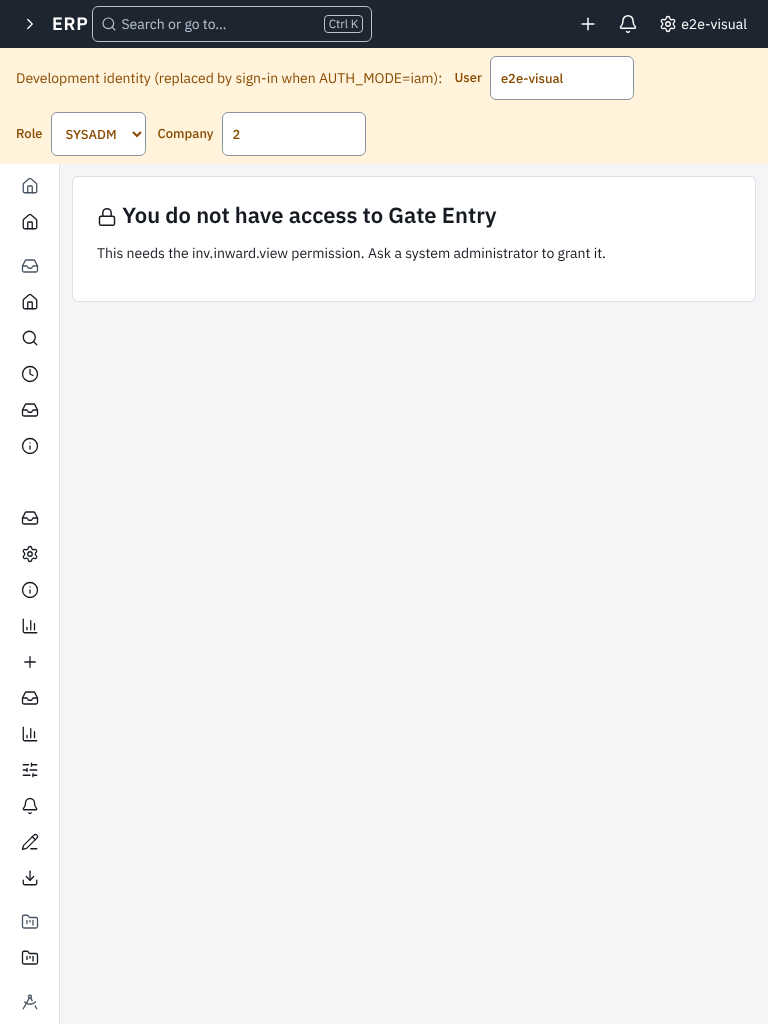 ERP Search or go to... Ctrl K e2e-visual
Development identity (replaced by sign-in when AUTH_MODE=iam): User e2e-visual
Role SYSADM Company 2
You do not have access to Gate Entry
This needs the inv.inward.view permission. Ask a system administrator to grant it.